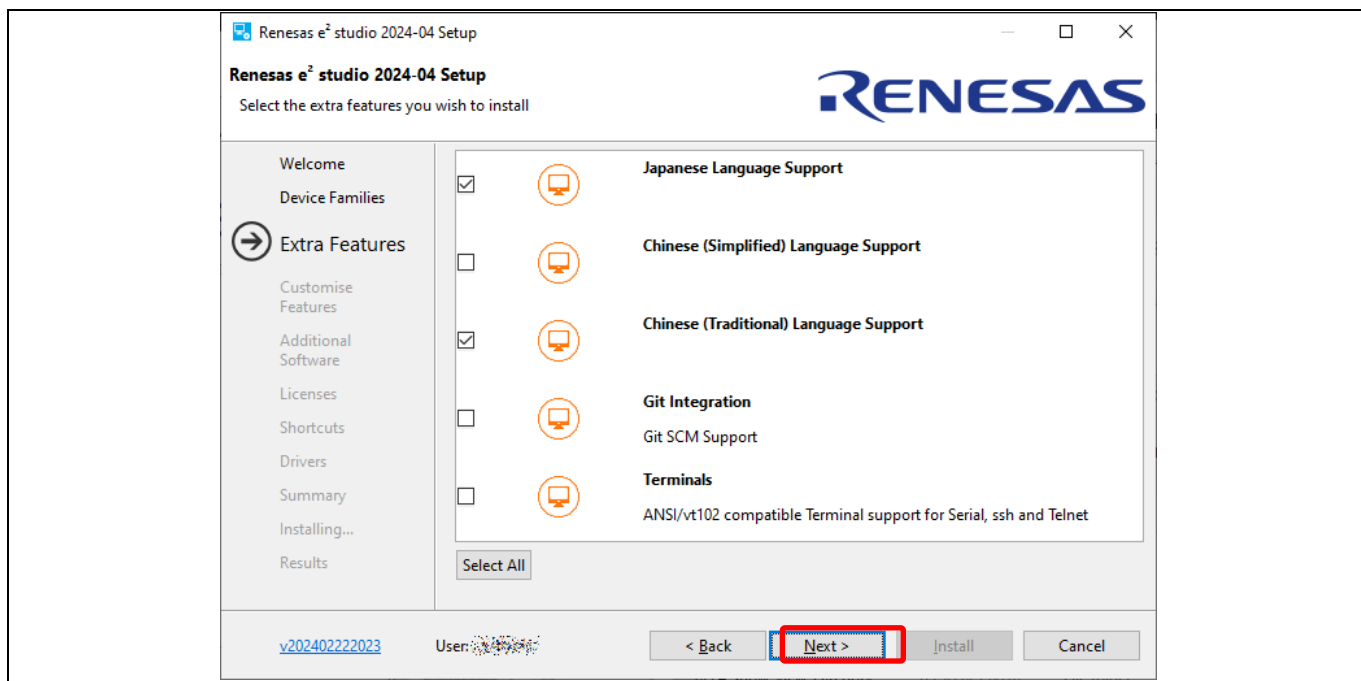 Renesas e² studio 2024-04 Setup
Renesas e² studio 2024-04 Setup
Select the extra features you wish to install
RENESAS
Welcome
Device Families
Extra Features
Customise
Features
Additional
Software
Licenses
Shortcuts
Drivers
Summary
Installing...
Results
Japanese Language Support
Chinese (Simplified) Language Support
Chinese (Traditional) Language Support
Git Integration
Git SCM Support
Terminals
ANSI/vt102 compatible Terminal support for Serial, ssh and Telnet
Select All
v202402222023
User:
< Back
Next >
Install
Cancel